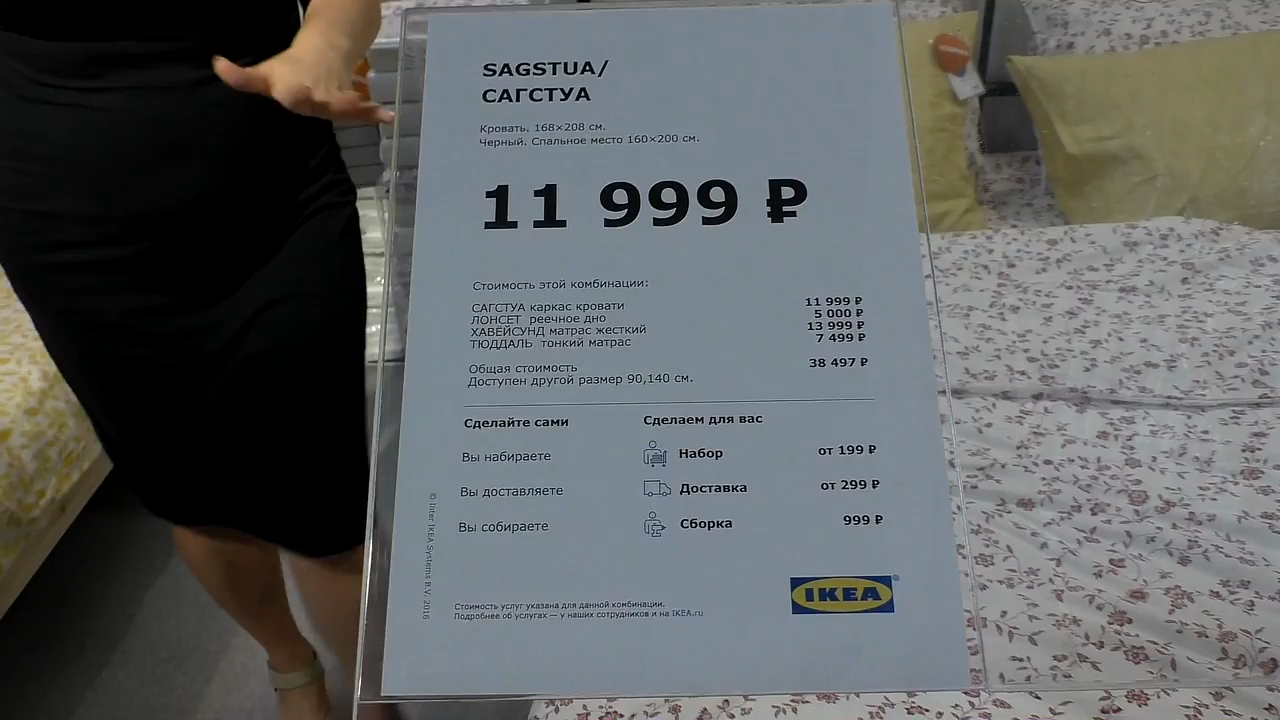 SAGSTUA/
САГСТУА
Кровать. 168×208 см.
Черный. Спальное место 160×200 см.
11 999 ₽
Стоимость этой комбинации:
САГСТУА каркас кровати 11 999 ₽
ЛОНСЕТ реечное дно 5 000 ₽
ХАВЕЙСУНД матрас жесткий 13 999 ₽
ТЮДДАЛЬ тонкий матрас 7 499 ₽
Общая стоимость 38 497 ₽
Доступен другой размер 90,140 см.
Сделайте сами Сделаем для вас
Вы набираете Набор от 199 ₽
Вы доставляете Доставка от 299 ₽
Вы собираете Сборка 999 ₽
© Inter IKEA Systems B.V. 2016
IKEA®
Стоимость услуг указана для данной комбинации.
Подробнее об услугах — у наших сотрудников и на IKEA.ru